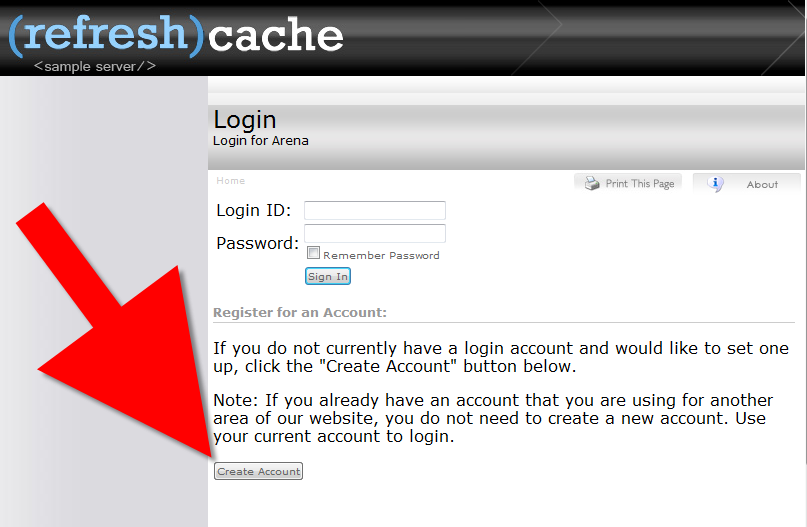 (refresh)cache
<sample server/>
Login
Login for Arena
Home
Print This Page
About
Login ID:
Password:
Remember Password
Sign In
Register for an Account:
If you do not currently have a login account and would like to set one
up, click the "Create Account" button below.
Note: If you already have an account that you are using for another
area of our website, you do not need to create a new account. Use
your current account to login.
Create Account